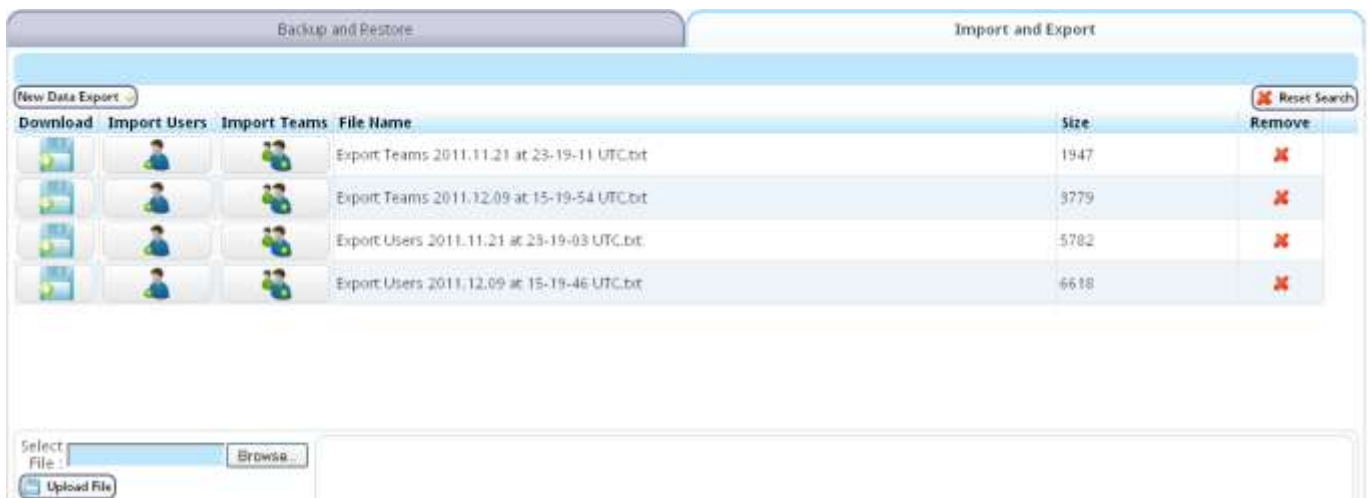 Backup and Restore Import and Export
New Data Export Reset Search
Download Import Users Import Teams File Name Size Remove
Export Teams 2011.11.21 at 23-19-11 UTC.txt 1947
Export Teams 2011.12.09 at 15-19-54 UTC.txt 3779
Export Users 2011.11.21 at 23-19-03 UTC.txt 5782
Export Users 2011.12.09 at 15-19-46 UTC.txt 6618
Select
File : Browse...
Upload File